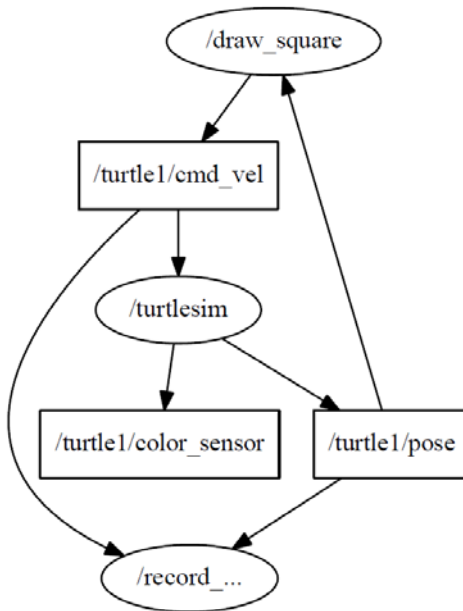 /draw_square
/turtle1/cmd_vel
/turtlesim
/turtle1/color_sensor
/turtle1/pose
/record_...